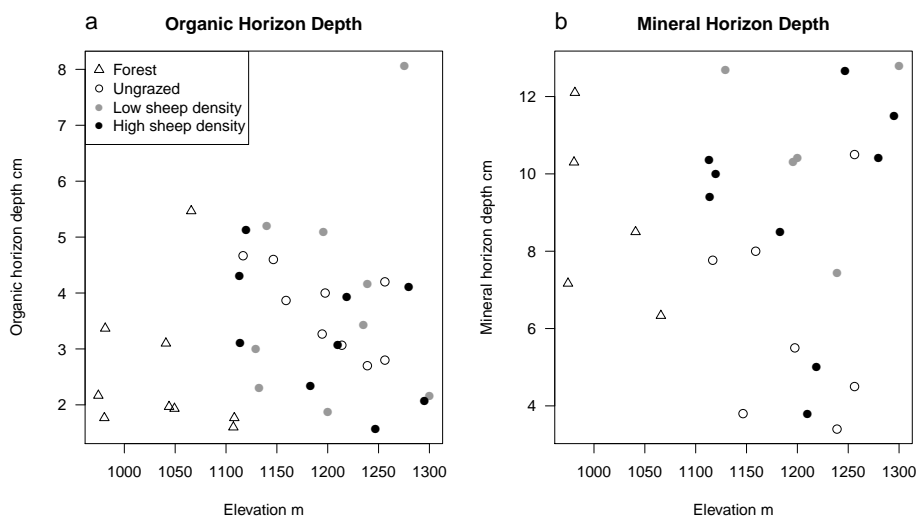 a
Organic Horizon Depth
Forest
Ungrazed
Low sheep density
High sheep density
8
7
6
5
4
3
2
Organic horizon depth cm
1000 1050 1100 1150 1200 1250 1300
Elevation m
b
Mineral Horizon Depth
12
10
8
6
4
Mineral horizon depth cm
1000 1050 1100 1150 1200 1250 1300
Elevation m